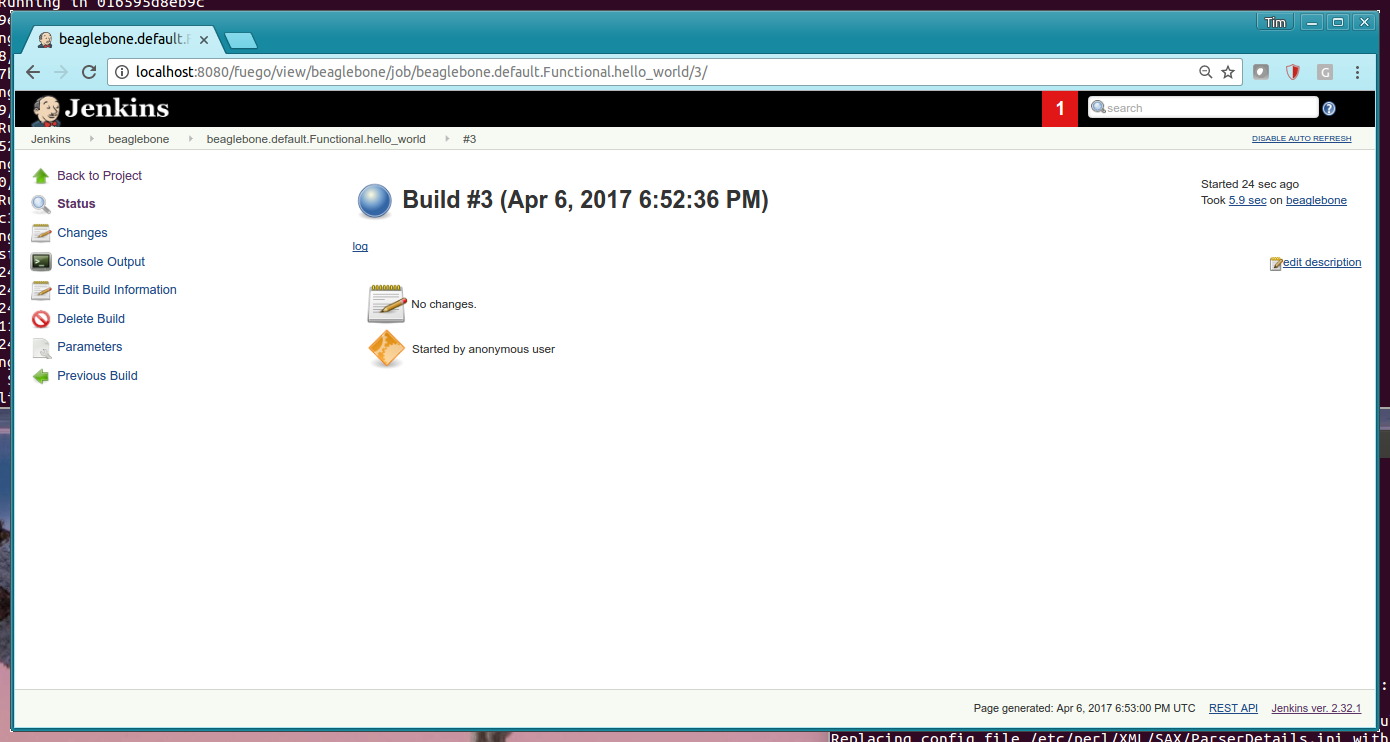 Running in 016595d8eb9c
Tim
beaglebone.default.F
localhost:8080/fuego/view/beaglebone/job/beaglebone.default.Functional.hello_world/3/
Jenkins
1
search
Jenkins
beaglebone
beaglebone.default.Functional.hello_world
#3
DISABLE AUTO REFRESH
Back to Project
Status
Changes
Console Output
Edit Build Information
Delete Build
Parameters
Previous Build
Build #3 (Apr 6, 2017 6:52:36 PM)
Started 24 sec ago
Took 5.9 sec on beaglebone
log
edit description
No changes.
Started by anonymous user
Page generated: Apr 6, 2017 6:53:00 PM UTC
REST API
Jenkins ver. 2.32.1
Replacing config file /etc/perl/XML/SAX/ParserDetails.ini with